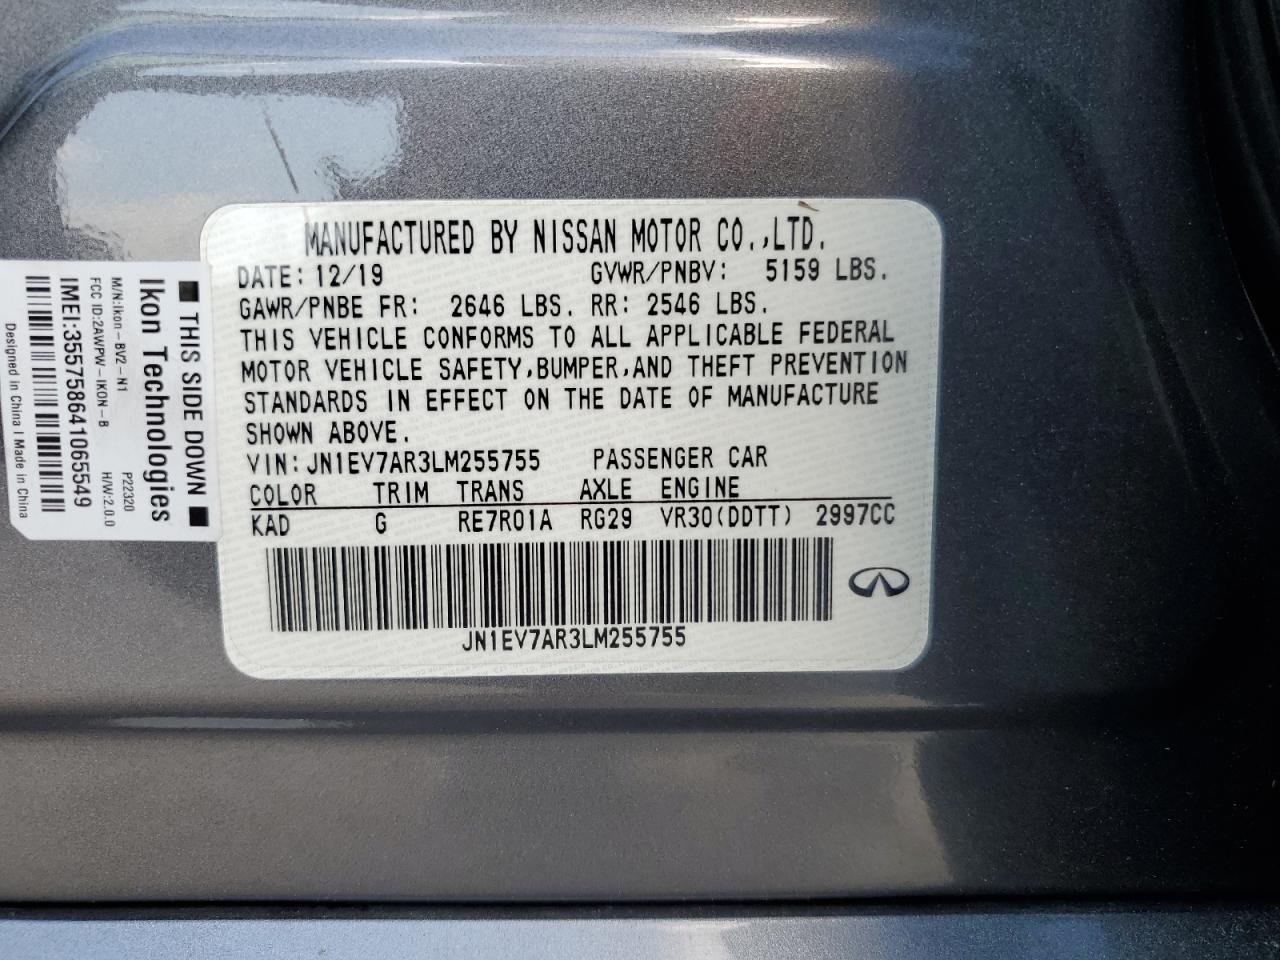 MANUFACTURED BY NISSAN MOTOR CO.,LTD.
DATE: 12/19 GVWR/PNBV: 5159 LBS.
GAWR/PNBE FR: 2646 LBS. RR: 2546 LBS.
THIS VEHICLE CONFORMS TO ALL APPLICABLE FEDERAL
MOTOR VEHICLE SAFETY,BUMPER,AND THEFT PREVENTION
STANDARDS IN EFFECT ON THE DATE OF MANUFACTURE
SHOWN ABOVE.
VIN: JN1EV7AR3LM255755 PASSENGER CAR
COLOR TRIM TRANS AXLE ENGINE
KAD G RE7R01A RG29 VR30(DDTT) 2997CC
JN1EV7AR3LM255755
THIS SIDE DOWN
Ikon Technologies
M/N:Ikon-BV2-N1 P22320
FCC ID:2AWPW-IKON-B H/W:2.0.0
IMEI:355758641065549
Designed in China I Made in China